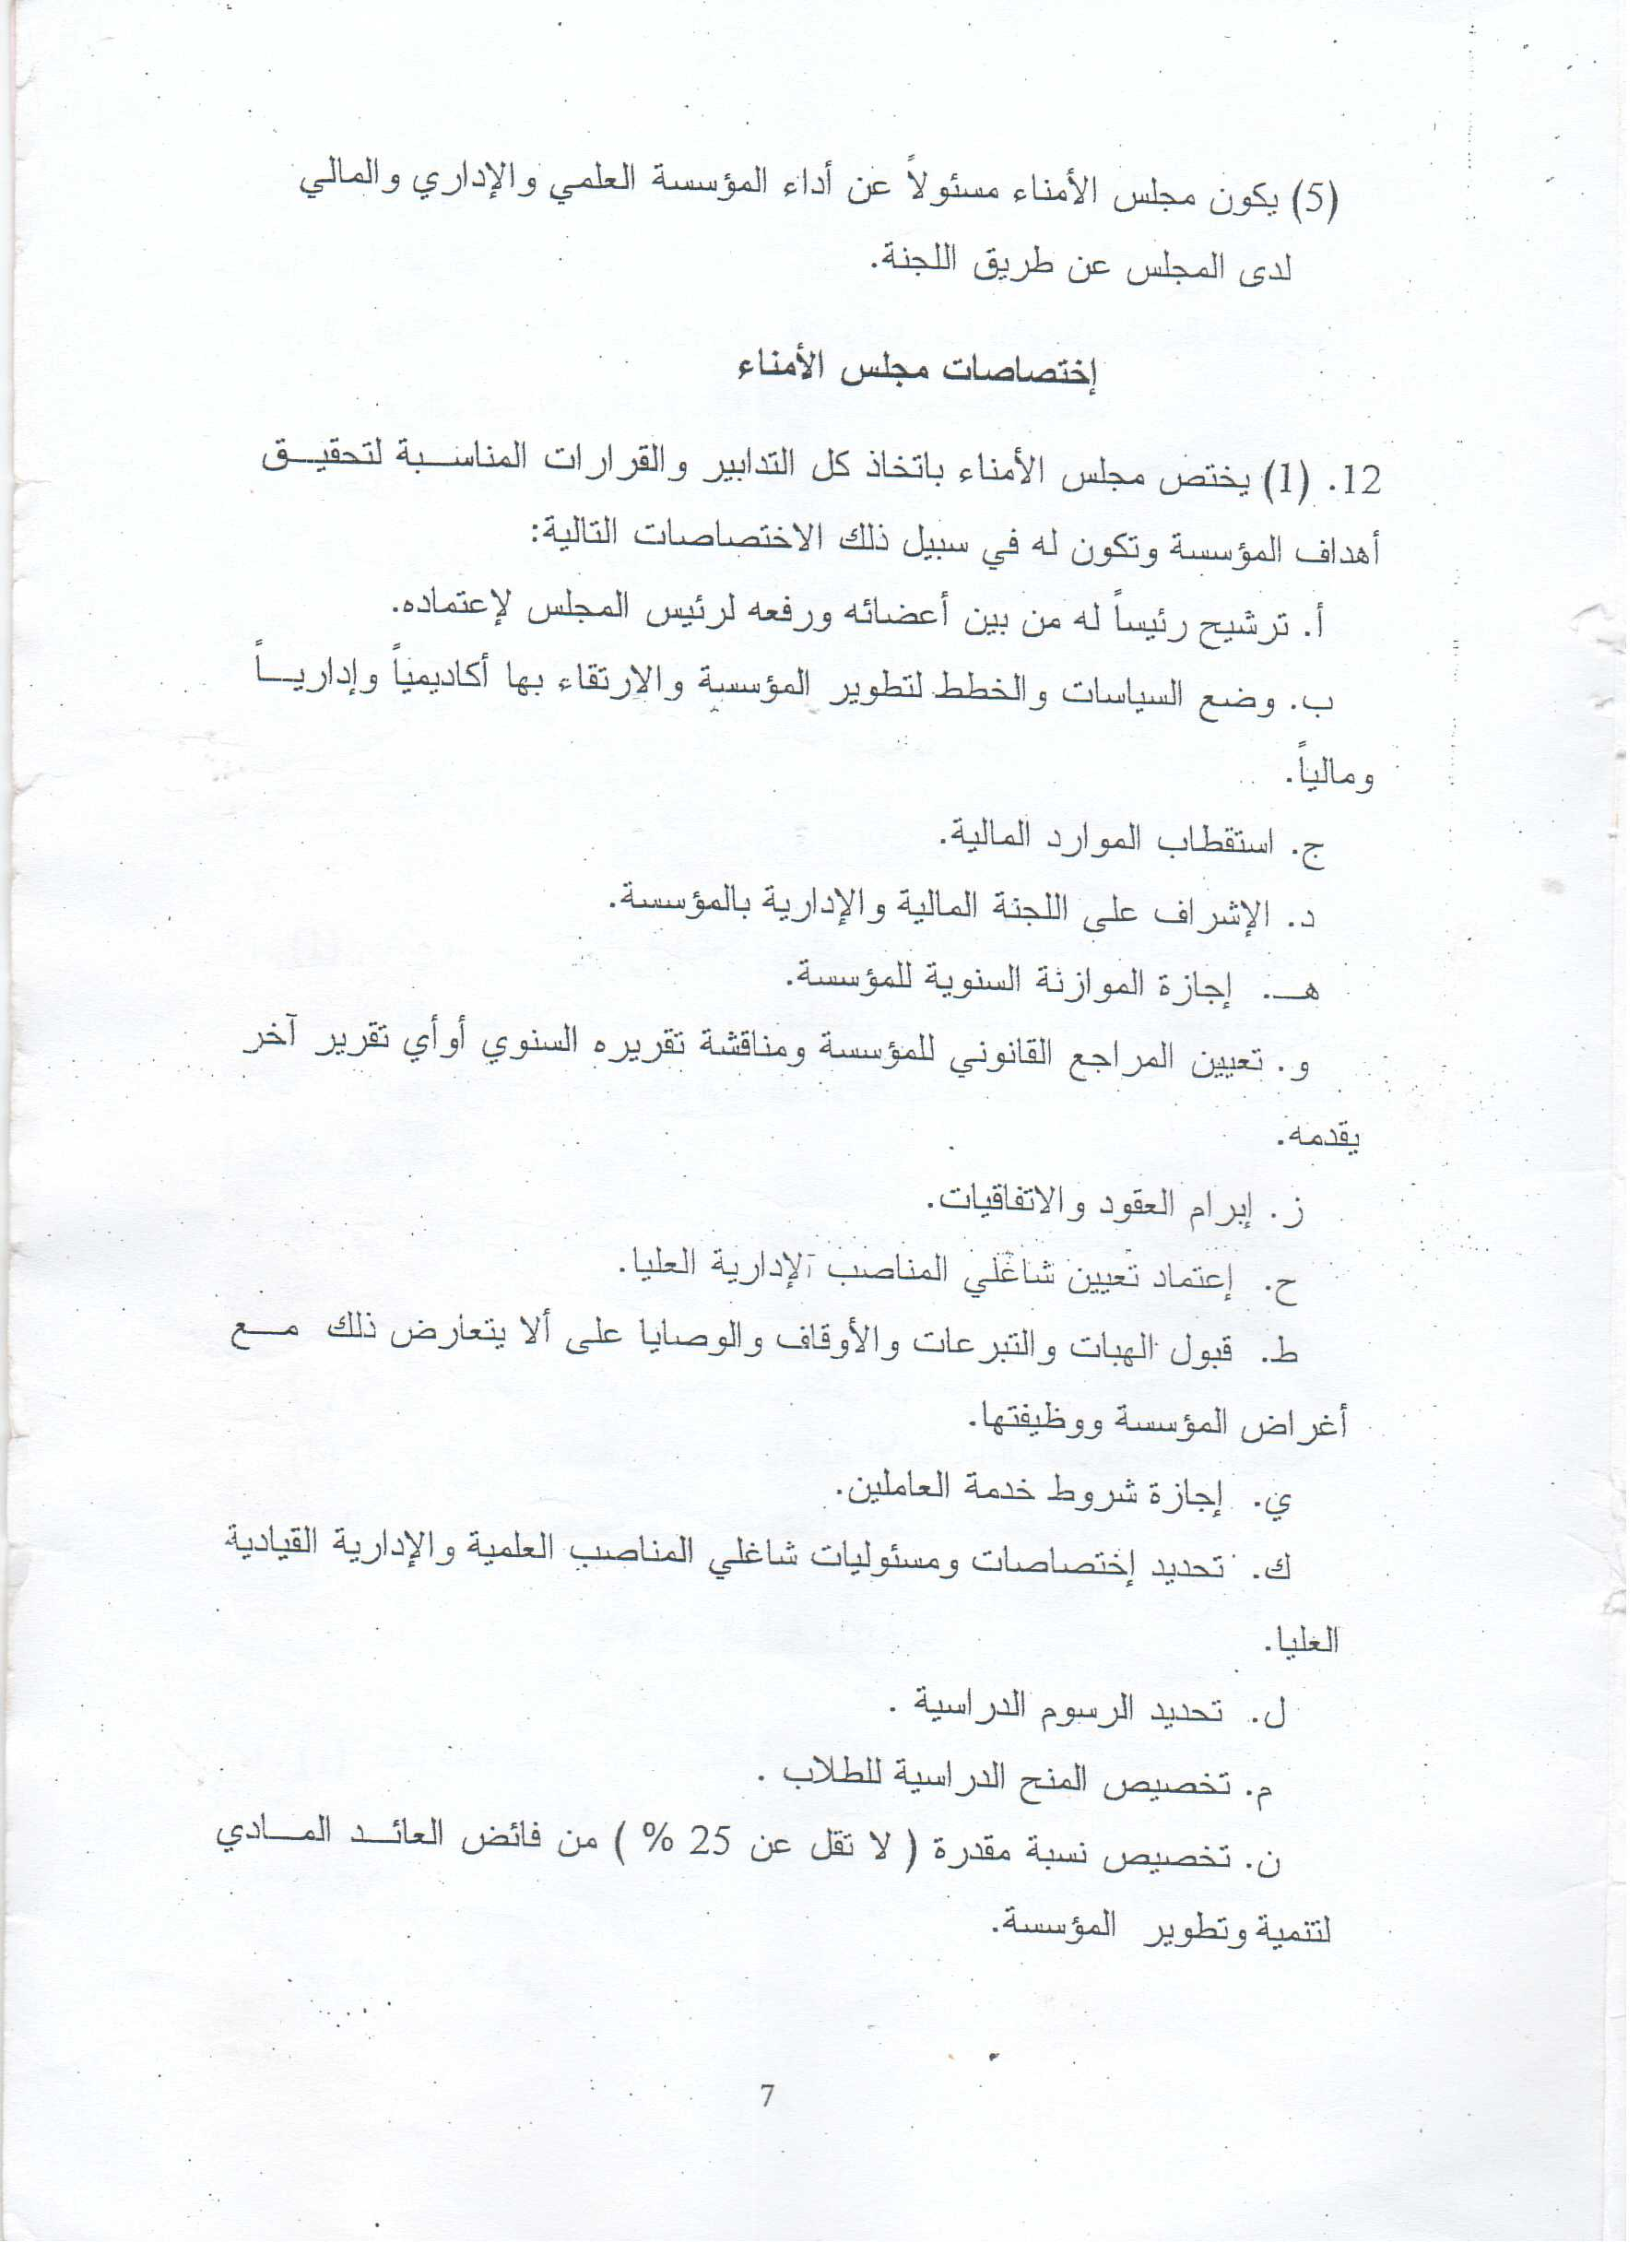 (5) يكون مجلس الأمناء مسئولاً عن أداء المؤسسة العلمي والإداري والمالي
لدى المجلس عن طريق اللجنة.
إختصاصات مجلس الأمناء
12. (1) يختص مجلس الأمناء باتخاذ كل التدابير والقرارات المناسبة لتحقيق
أهداف المؤسسة وتكون له في سبيل ذلك الاختصاصات التالية:
أ. ترشيح رئيساً له من بين أعضائه ورفعه لرئيس المجلس لإعتماده.
ب. وضع السياسات والخطط لتطوير المؤسسة والارتقاء بها أكاديمياً وإدارياً
ومالياً.
ج. استقطاب الموارد المالية.
د. الإشراف على اللجنة المالية والإدارية بالمؤسسة.
هـ. إجازة الموازنة السنوية للمؤسسة.
و. تعيين المراجع القانوني للمؤسسة ومناقشة تقريره السنوي أو أي تقرير آخر
يقدمه.
ز. إبرام العقود والاتفاقيات.
ح. إعتماد تعيين شاغلي المناصب الإدارية العليا.
ط. قبول الهبات والتبرعات والأوقاف والوصايا على ألا يتعارض ذلك مع
أغراض المؤسسة ووظيفتها.
ي. إجازة شروط خدمة العاملين.
ك. تحديد إختصاصات ومسئوليات شاغلي المناصب العلمية والإدارية القيادية
العليا.
ل. تحديد الرسوم الدراسية .
م. تخصيص المنح الدراسية للطلاب .
ن. تخصيص نسبة مقدرة ( لا تقل عن 25 % ) من فائض العائد المادي
لتنمية وتطوير المؤسسة.
7